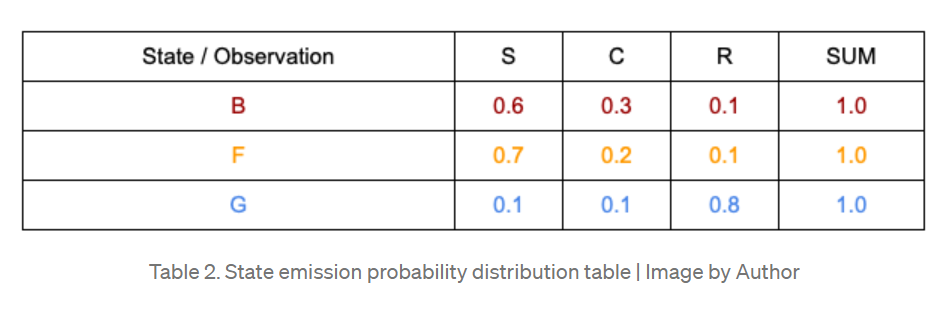 State / Observation S C R SUM
B 0.6 0.3 0.1 1.0
F 0.7 0.2 0.1 1.0
G 0.1 0.1 0.8 1.0
Table 2. State emission probability distribution table | Image by Author